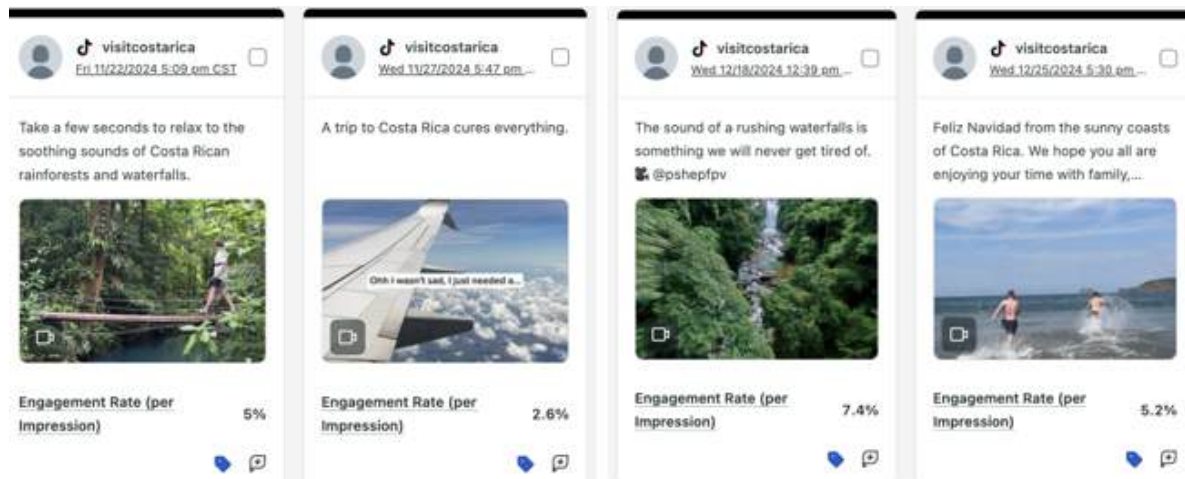 visitcostarica
Fri 11/22/2024 5:09 pm CST
Take a few seconds to relax to the
soothing sounds of Costa Rican
rainforests and waterfalls.
Engagement Rate (per
Impression)
5%
visitcostarica
Wed 11/27/2024 5:47 pm ...
A trip to Costa Rica cures everything.
Ohh I wasn't sad, I just needed a...
Engagement Rate (per
Impression)
2.6%
visitcostarica
Wed 12/18/2024 12:39 pm ...
The sound of a rushing waterfalls is
something we will never get tired of.
🎥 @pshepfpv
Engagement Rate (per
Impression)
7.4%
visitcostarica
Wed 12/25/2024 5:30 pm ...
Feliz Navidad from the sunny coasts
of Costa Rica. We hope you all are
enjoying your time with family,...
Engagement Rate (per
Impression)
5.2%